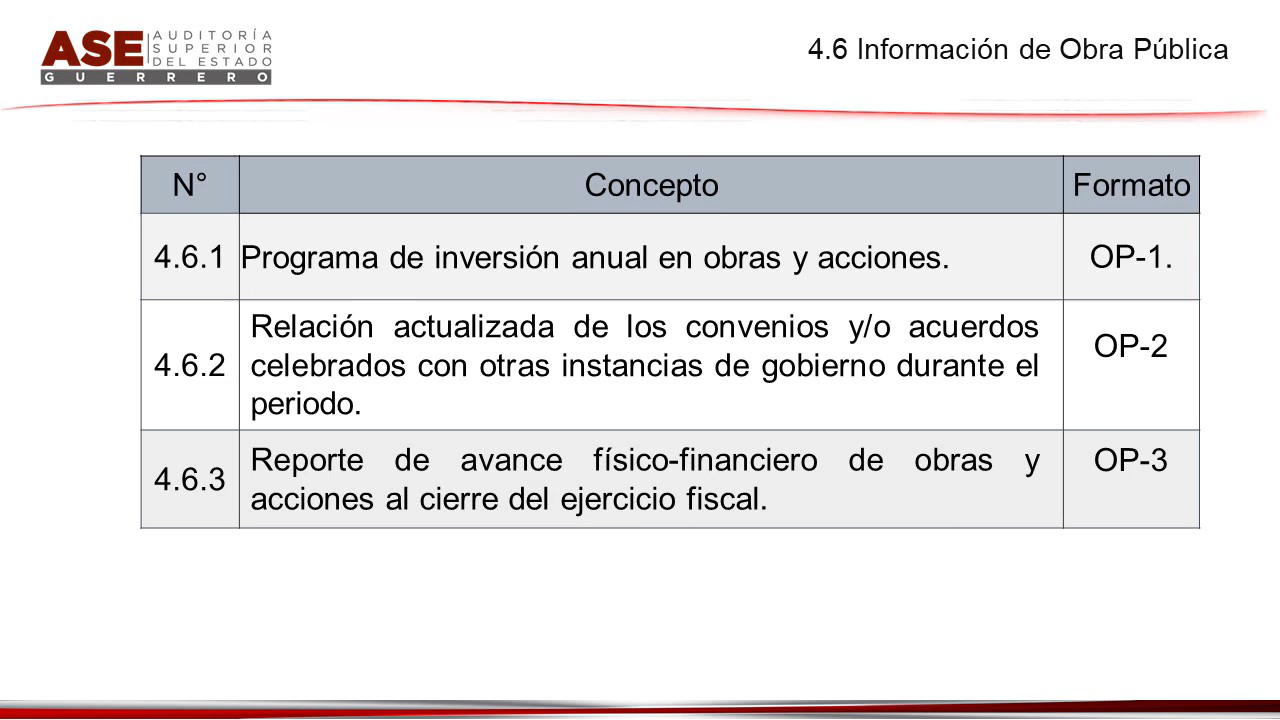 ASE AUDITORÍA
SUPERIOR
DEL ESTADO
GUERRERO
4.6 Información de Obra Pública
N° Concepto Formato
4.6.1 Programa de inversión anual en obras y acciones. OP-1.
4.6.2 Relación actualizada de los convenios y/o acuerdos
celebrados con otras instancias de gobierno durante el
periodo. OP-2
4.6.3 Reporte de avance físico-financiero de obras y
acciones al cierre del ejercicio fiscal. OP-3